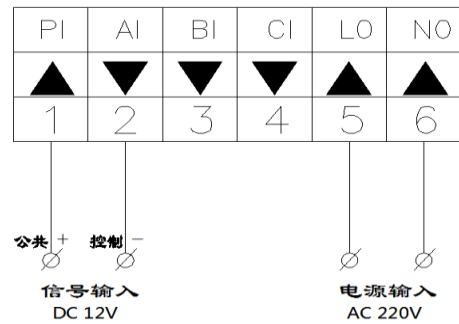 PI AI BI CI LO NO
1 2 3 4 5 6
公共 + 控制 −
信号输入 电源输入
DC 12V AC 220V